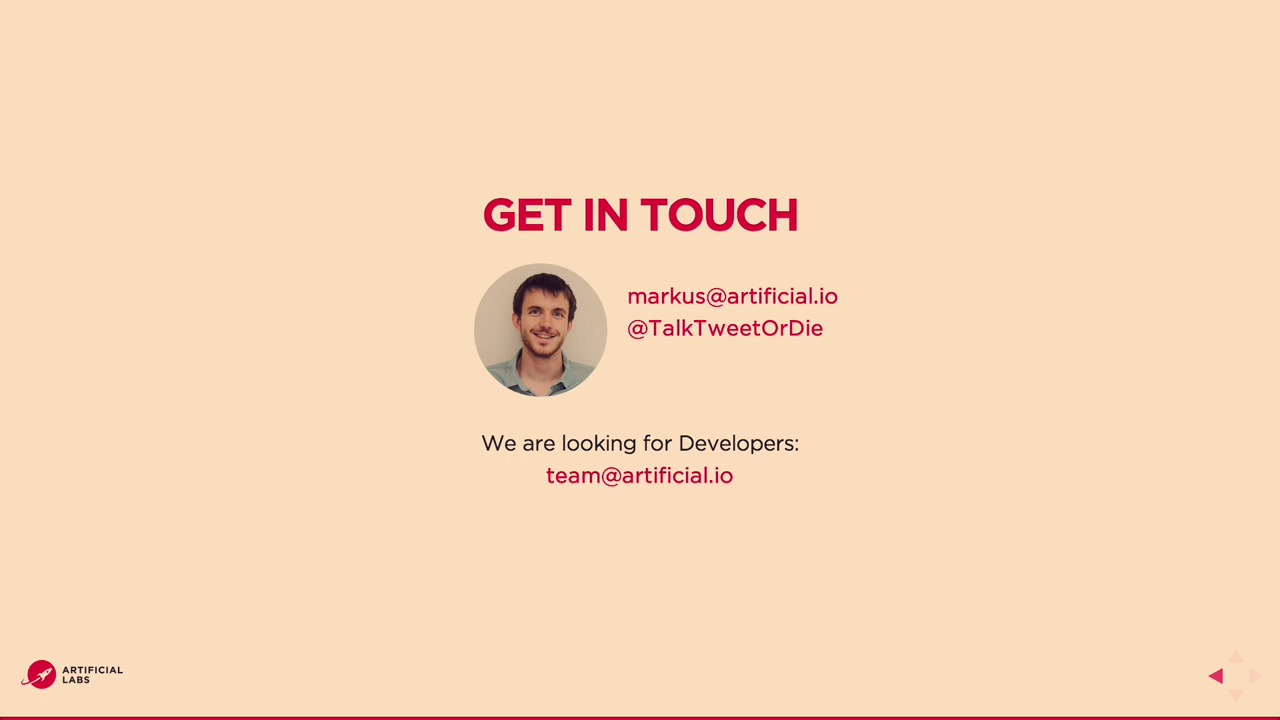 GET IN TOUCH
markus@artificial.io
@TalkTweetOrDie
We are looking for Developers:
team@artificial.io
ARTIFICIAL
LABS